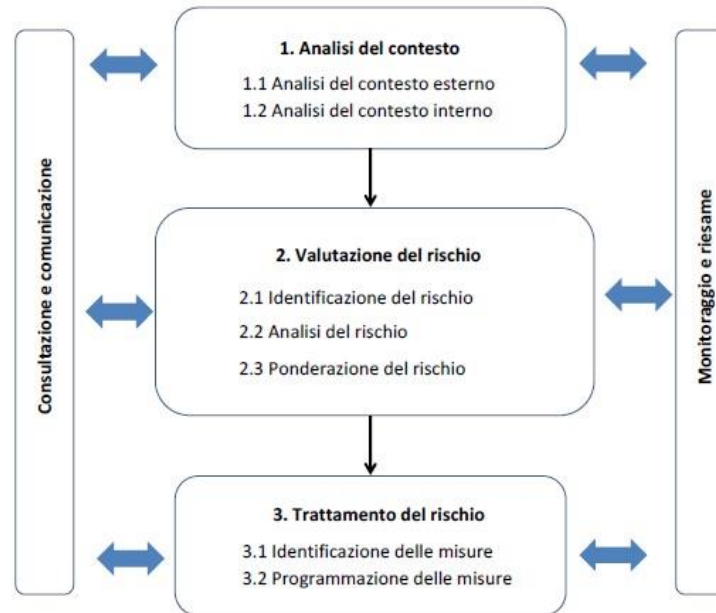 Consultazione e comunicazione
1. Analisi del contesto
1.1 Analisi del contesto esterno
1.2 Analisi del contesto interno
2. Valutazione del rischio
2.1 Identificazione del rischio
2.2 Analisi del rischio
2.3 Ponderazione del rischio
3. Trattamento del rischio
3.1 Identificazione delle misure
3.2 Programmazione delle misure
Monitoraggio e riesame